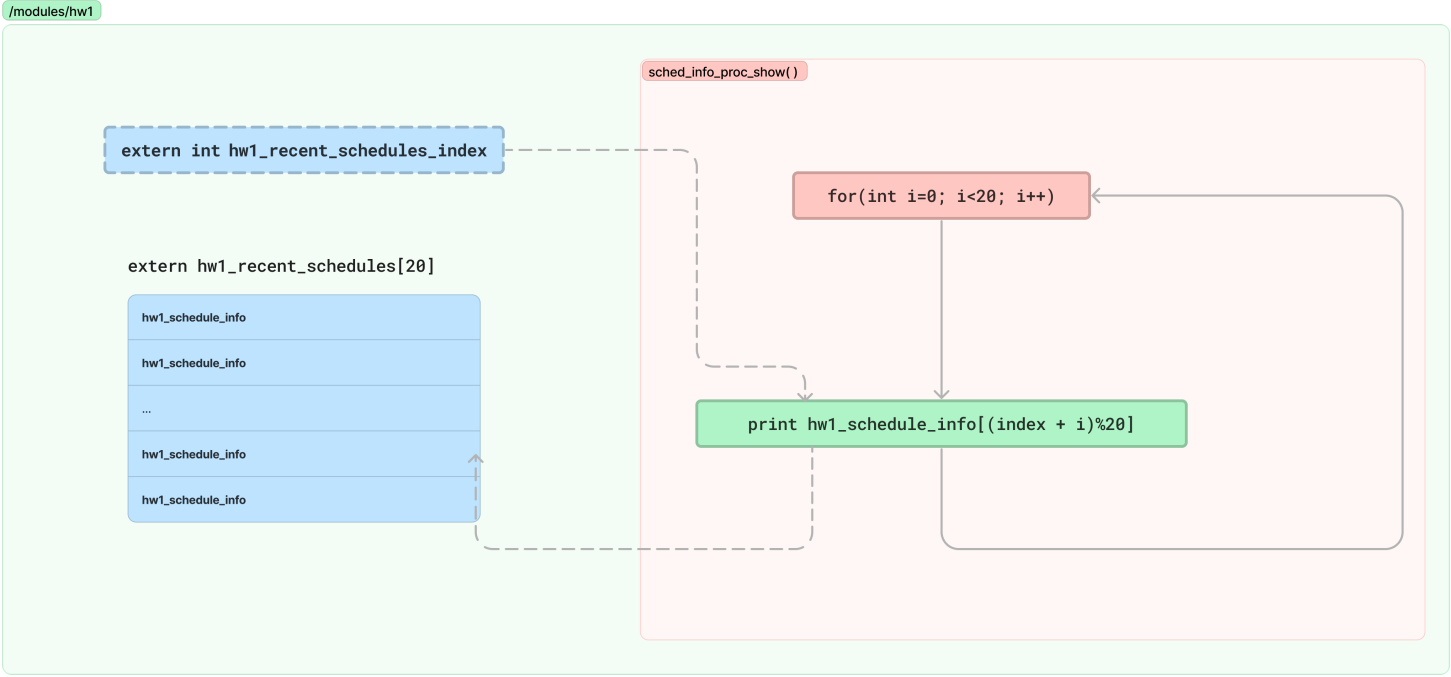 /modules/hw1
sched_info_proc_show( )
extern int hw1_recent_schedules_index
for(int i=0; i<20; i++)
extern hw1_recent_schedules[20]
hw1_schedule_info
hw1_schedule_info
...
hw1_schedule_info
hw1_schedule_info
print hw1_schedule_info[(index + i)%20]